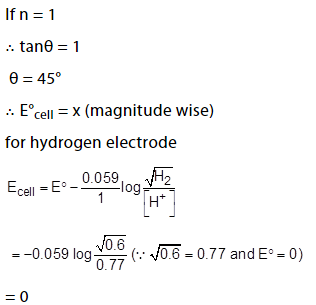 If n = 1
∴ tanθ = 1
θ = 45°
∴ E°cell = x (magnitude wise)
for hydrogen electrode
Ecell = E° − 0.059/1 log √H2/[H+]
= −0.059 log √0.6/0.77 (∵ √0.6 = 0.77 and E° = 0)
= 0